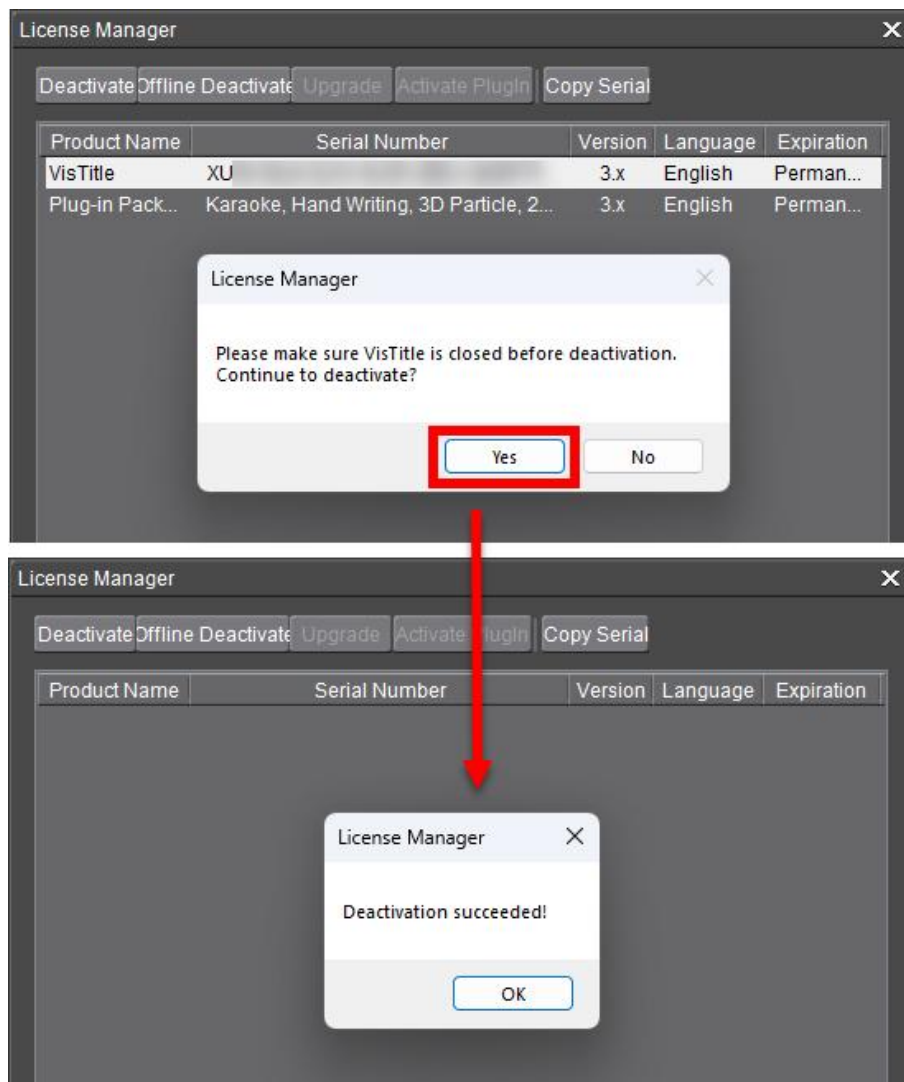 License Manager
Deactivate Offline Deactivate Upgrade Activate PlugIn Copy Serial
Product Name Serial Number Version Language Expiration
VisTitle XU 3.x English Perman...
Plug-in Pack... Karaoke, Hand Writing, 3D Particle, 2... 3.x English Perman...
License Manager
Please make sure VisTitle is closed before deactivation.
Continue to deactivate?
Yes No
License Manager
Deactivate Offline Deactivate Upgrade Activate PlugIn Copy Serial
Product Name Serial Number Version Language Expiration
License Manager
Deactivation succeeded!
OK